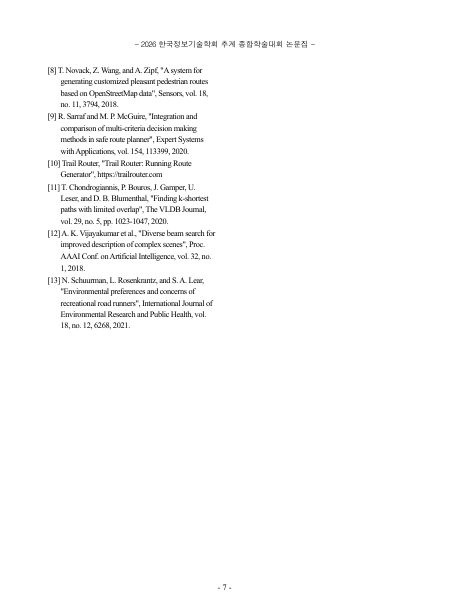 – 2026 한국정보기술학회 추계 종합학술대회 논문집 –
[8] T. Novack, Z. Wang, and A. Zipf, "A system for
generating customized pleasant pedestrian routes
based on OpenStreetMap data", Sensors, vol. 18,
no. 11, 3794, 2018.
[9] R. Sarraf and M. P. McGuire, "Integration and
comparison of multi-criteria decision making
methods in safe route planner", Expert Systems
with Applications, vol. 154, 113399, 2020.
[10] Trail Router, "Trail Router: Running Route
Generator", https://trailrouter.com
[11] T. Chondrogiannis, P. Bouros, J. Gamper, U.
Leser, and D. B. Blumenthal, "Finding k-shortest
paths with limited overlap", The VLDB Journal,
vol. 29, no. 5, pp. 1023-1047, 2020.
[12] A. K. Vijayakumar et al., "Diverse beam search for
improved description of complex scenes", Proc.
AAAI Conf. on Artificial Intelligence, vol. 32, no.
1, 2018.
[13] N. Schuurman, L. Rosenkrantz, and S. A. Lear,
"Environmental preferences and concerns of
recreational road runners", International Journal of
Environmental Research and Public Health, vol.
18, no. 12, 6268, 2021.
- 7 -